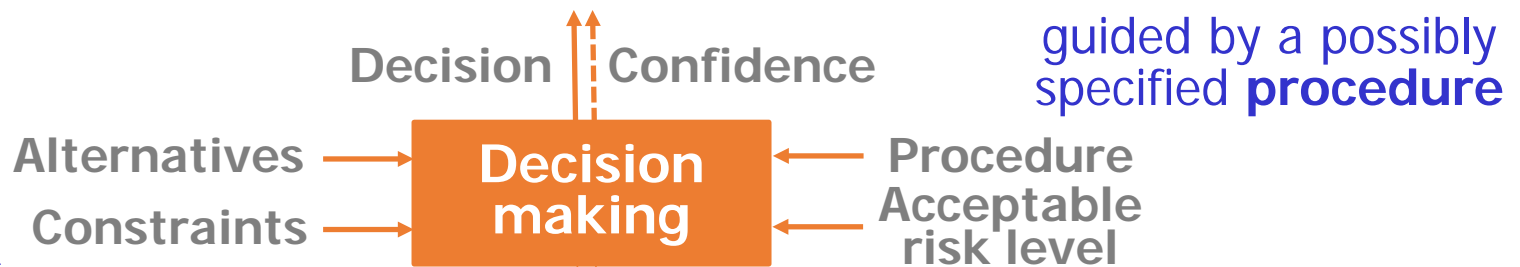 guided by a possibly
specified procedure
Decision Confidence
Alternatives
Constraints
Decision
making
Procedure
Acceptable
risk level